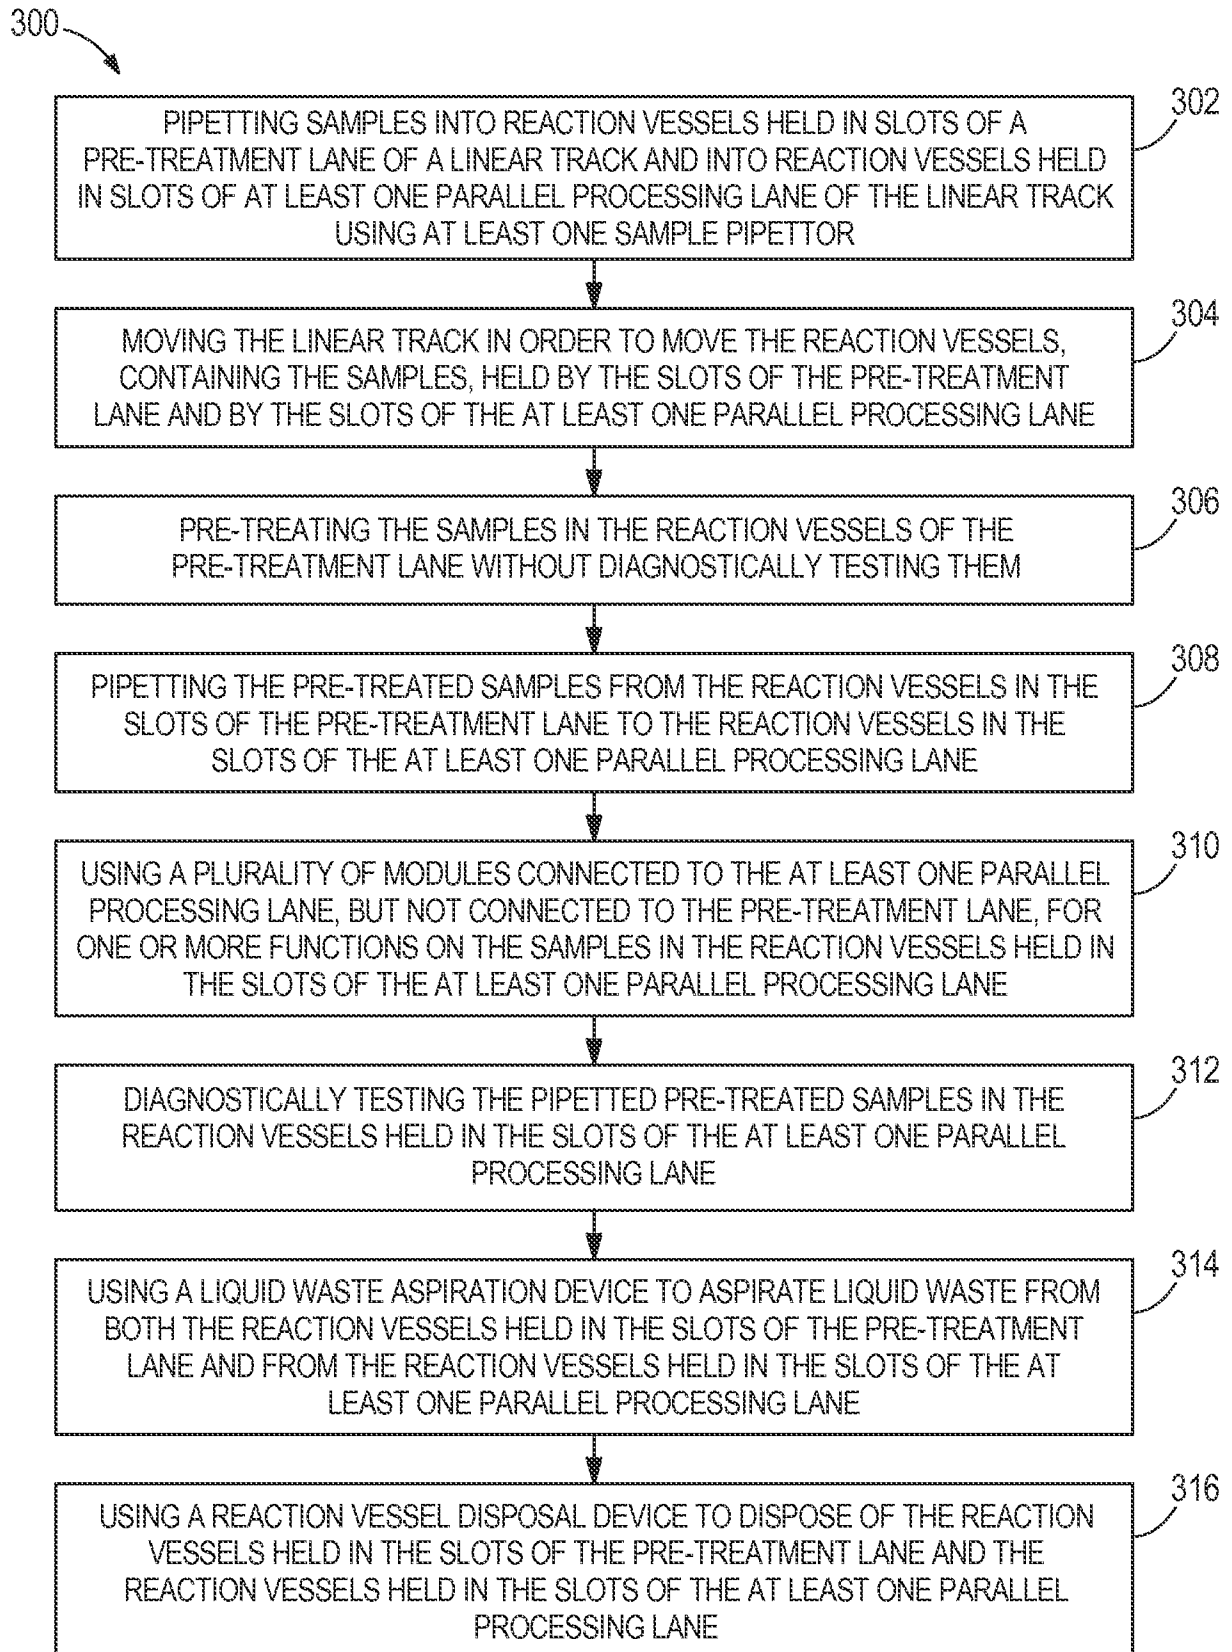 300
302
PIPETTING SAMPLES INTO REACTION VESSELS HELD IN SLOTS OF A
PRE-TREATMENT LANE OF A LINEAR TRACK AND INTO REACTION VESSELS HELD
IN SLOTS OF AT LEAST ONE PARALLEL PROCESSING LANE OF THE LINEAR TRACK
USING AT LEAST ONE SAMPLE PIPETTOR
304
MOVING THE LINEAR TRACK IN ORDER TO MOVE THE REACTION VESSELS,
CONTAINING THE SAMPLES, HELD BY THE SLOTS OF THE PRE-TREATMENT
LANE AND BY THE SLOTS OF THE AT LEAST ONE PARALLEL PROCESSING LANE
306
PRE-TREATING THE SAMPLES IN THE REACTION VESSELS OF THE
PRE-TREATMENT LANE WITHOUT DIAGNOSTICALLY TESTING THEM
308
PIPETTING THE PRE-TREATED SAMPLES FROM THE REACTION VESSELS IN THE
SLOTS OF THE PRE-TREATMENT LANE TO THE REACTION VESSELS IN THE
SLOTS OF THE AT LEAST ONE PARALLEL PROCESSING LANE
310
USING A PLURALITY OF MODULES CONNECTED TO THE AT LEAST ONE PARALLEL
PROCESSING LANE, BUT NOT CONNECTED TO THE PRE-TREATMENT LANE, FOR
ONE OR MORE FUNCTIONS ON THE SAMPLES IN THE REACTION VESSELS HELD IN
THE SLOTS OF THE AT LEAST ONE PARALLEL PROCESSING LANE
312
DIAGNOSTICALLY TESTING THE PIPETTED PRE-TREATED SAMPLES IN THE
REACTION VESSELS HELD IN THE SLOTS OF THE AT LEAST ONE PARALLEL
PROCESSING LANE
314
USING A LIQUID WASTE ASPIRATION DEVICE TO ASPIRATE LIQUID WASTE FROM
BOTH THE REACTION VESSELS HELD IN THE SLOTS OF THE PRE-TREATMENT
LANE AND FROM THE REACTION VESSELS HELD IN THE SLOTS OF THE AT
LEAST ONE PARALLEL PROCESSING LANE
316
USING A REACTION VESSEL DISPOSAL DEVICE TO DISPOSE OF THE REACTION
VESSELS HELD IN THE SLOTS OF THE PRE-TREATMENT LANE AND THE
REACTION VESSELS HELD IN THE SLOTS OF THE AT LEAST ONE PARALLEL
PROCESSING LANE